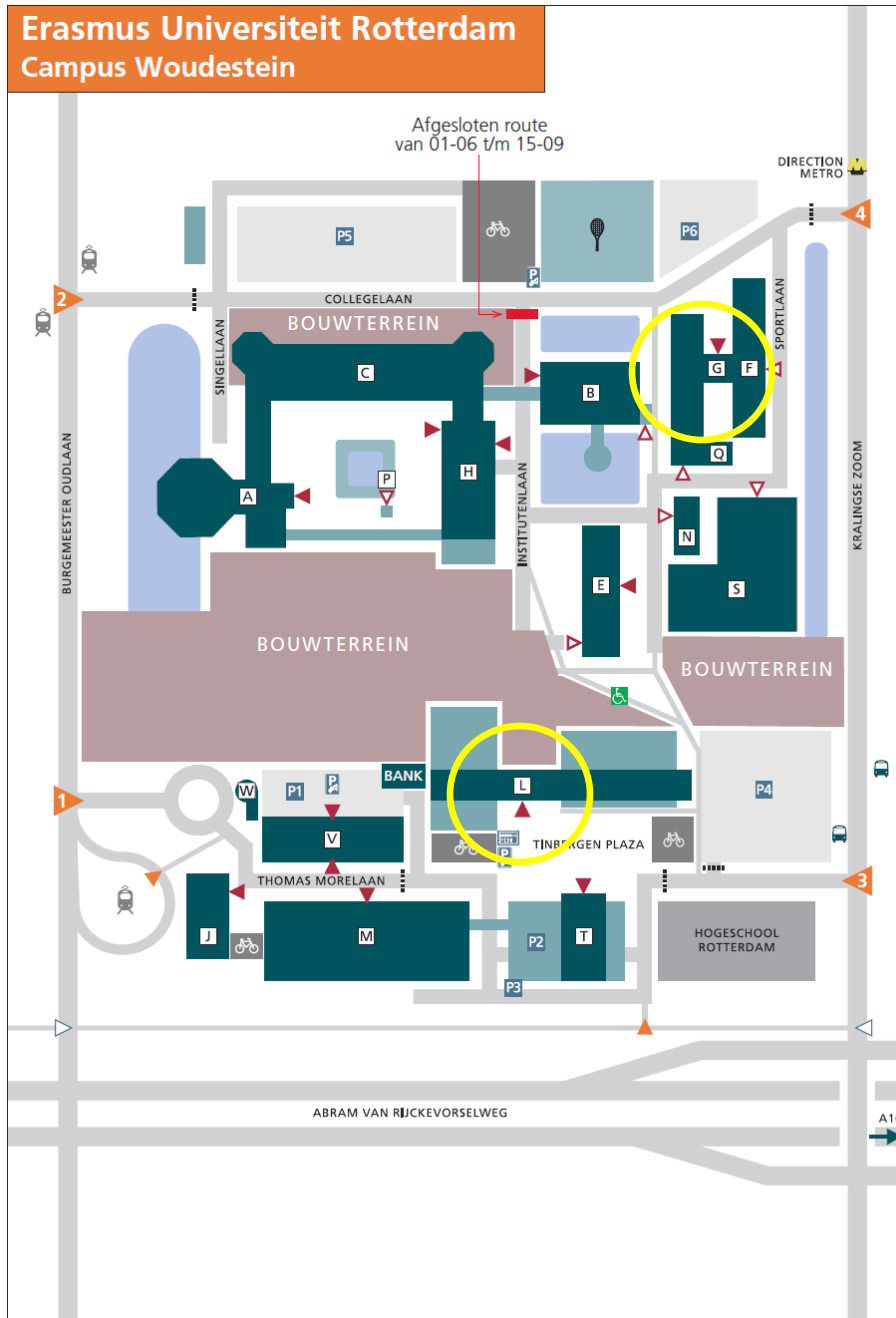 Erasmus Universiteit Rotterdam
Campus Woudestein
Afgesloten route
van 01-06 t/m 15-09
DIRECTION
METRO
P5
P6
4
P
2
COLLEGELAAN
BOUWTERREIN
SINGELLAAN
SPORTLAAN
C
G
F
B
H
Q
P
A
INSTITUTENLAAN
BURGEMEESTER OUDLAAN
KRALINGSE ZOOM
N
E
S
BOUWTERREIN
BOUWTERREIN
BANK
L
P1
P
W
P4
1
V
P
TINBERGEN PLAZA
THOMAS MORELAAN
3
J
M
P2
T
HOGESCHOOL
ROTTERDAM
P3
ABRAM VAN RIJCKEVORSELWEG